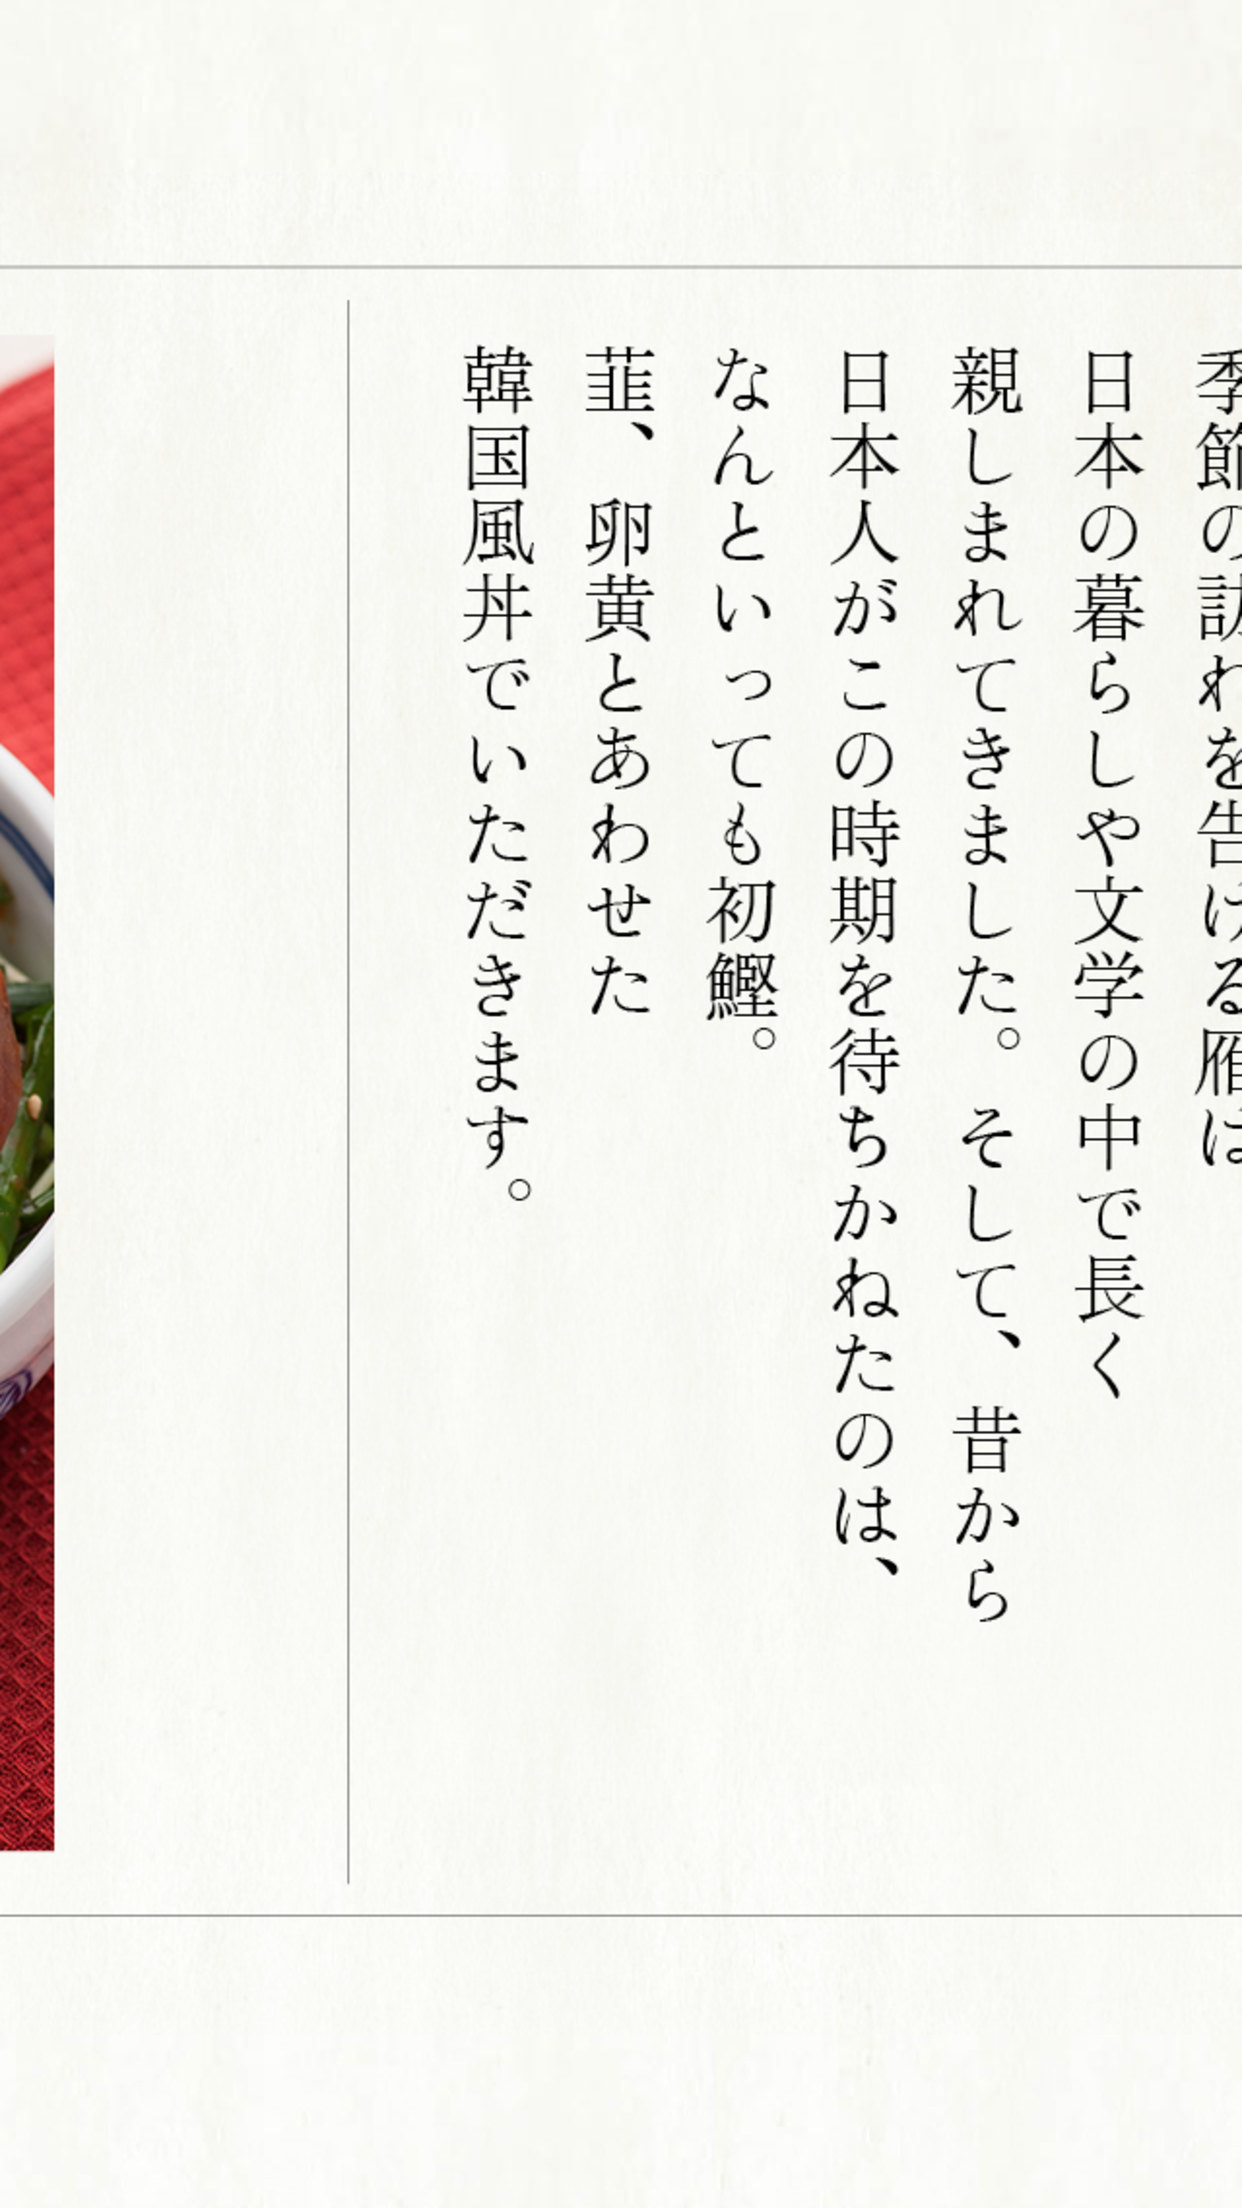 季節の訪れを告げる雁は
日本の暮らしや文学の中で長く
親しまれてきました。そして、昔から
日本人がこの時期を待ちかねたのは、
なんといっても初鰹。
韮、卵黄とあわせた
韓国風丼でいただきます。